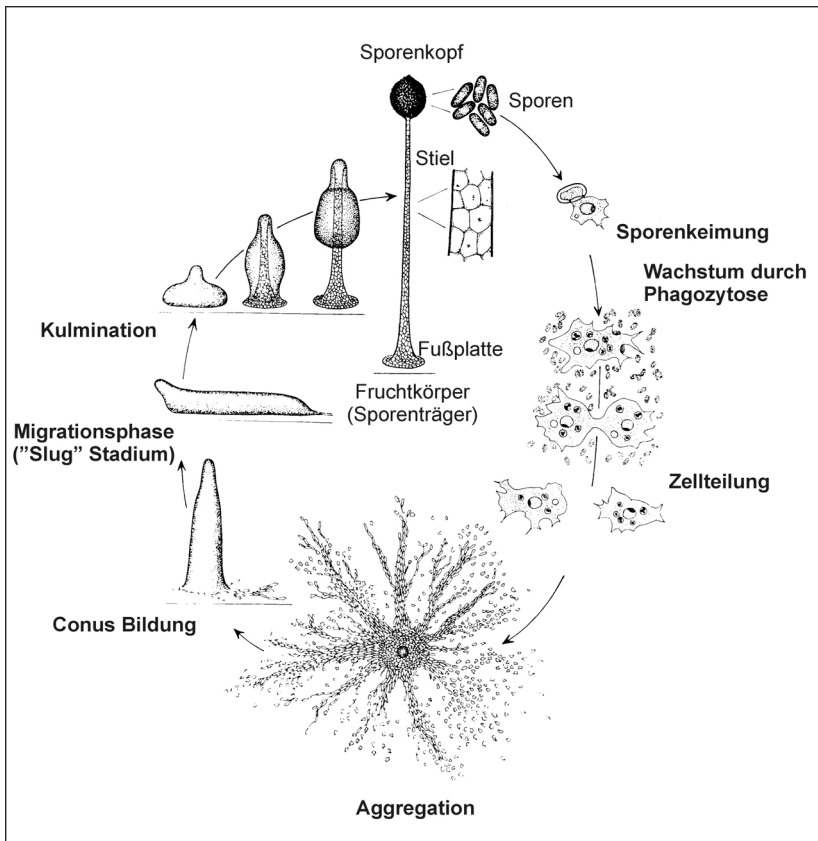 Sporenkopf
Sporen
Stiel
Sporenkeimung
Wachstum durch
Phagozytose
Kulmination
Fußplatte
Fruchtkörper
(Sporenträger)
Migrationsphase
(”Slug” Stadium)
Zellteilung
Conus Bildung
Aggregation